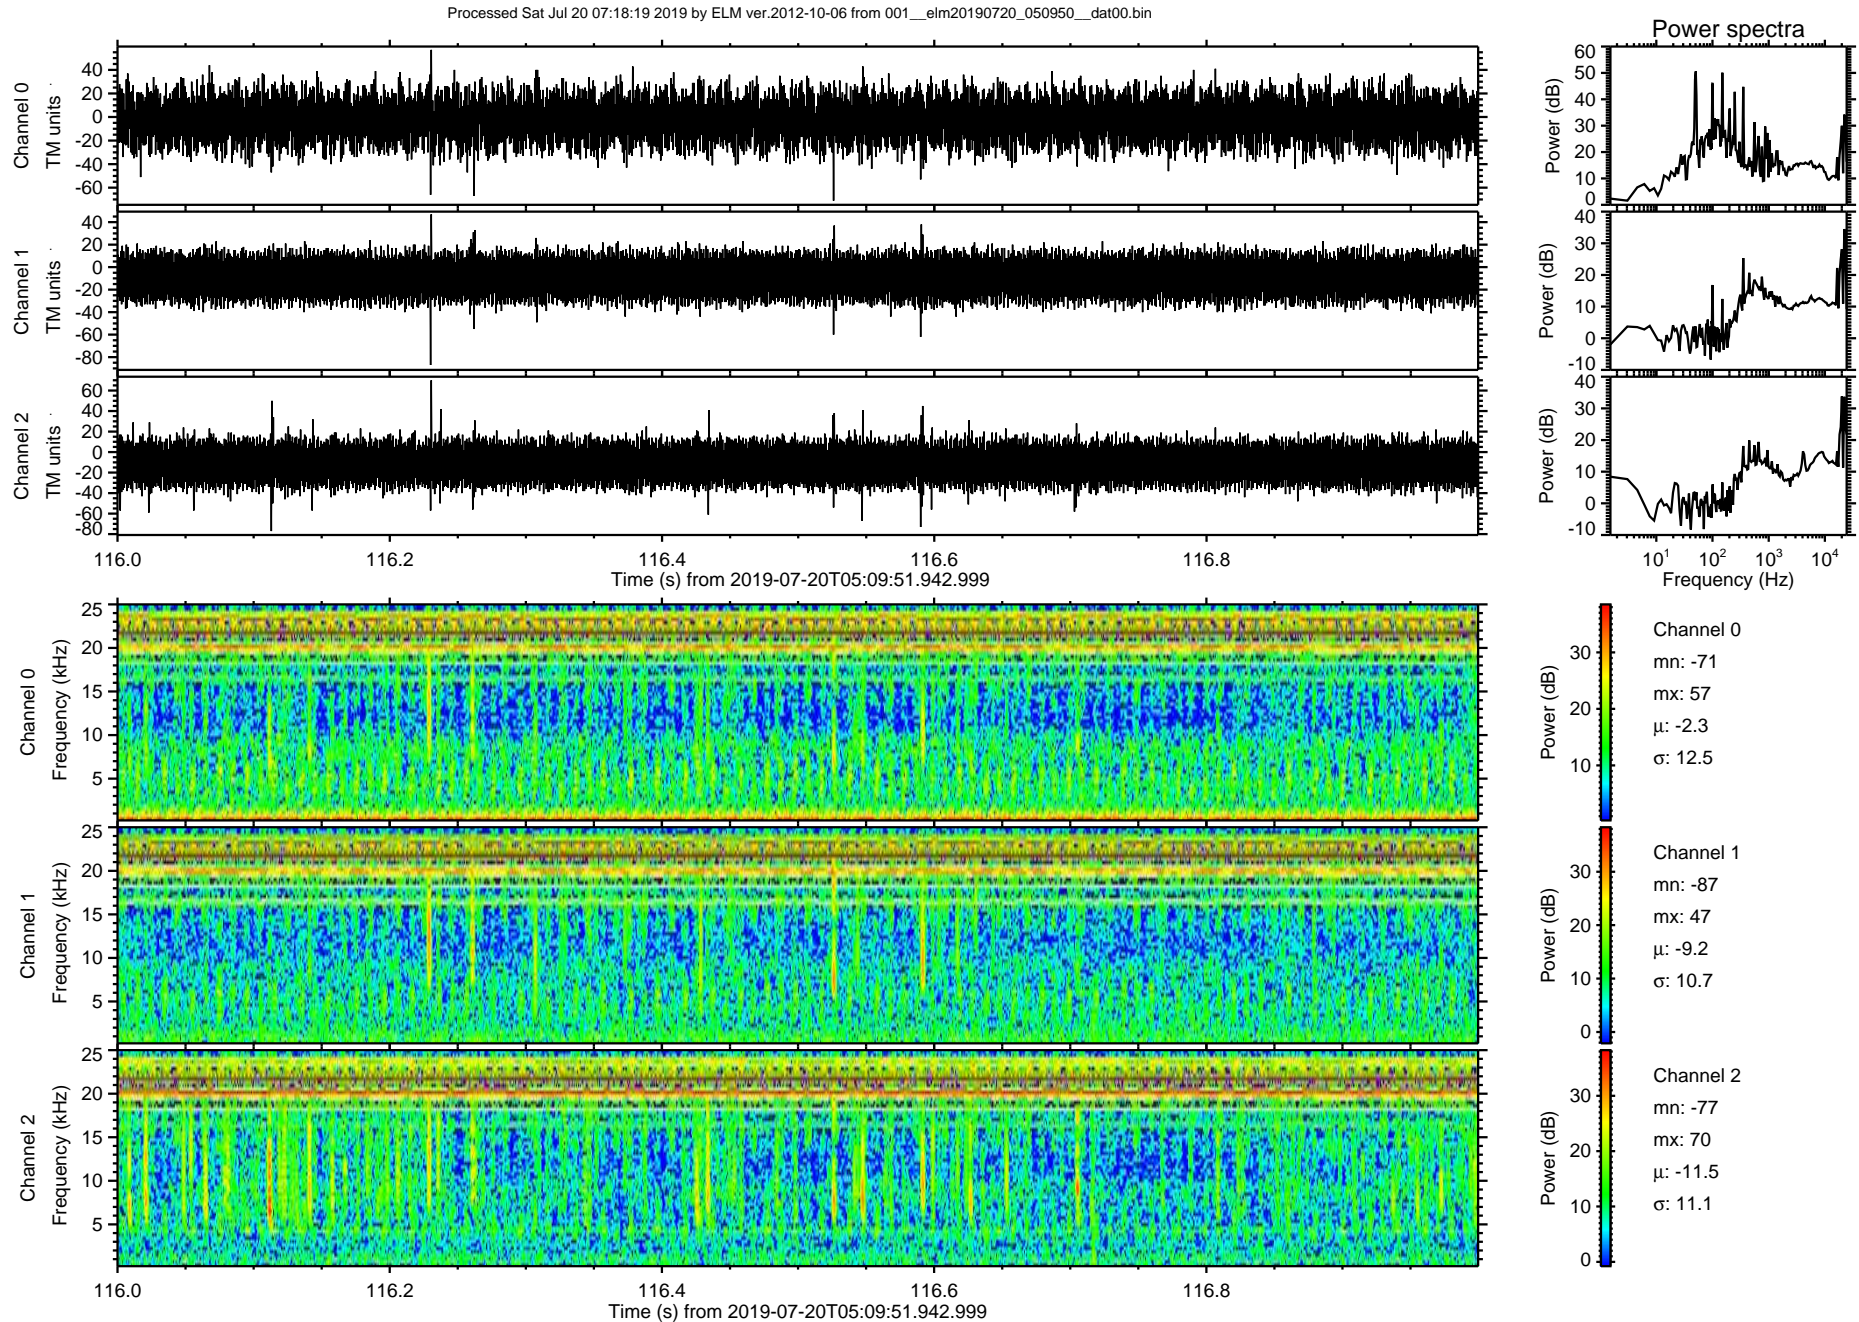 Processed Sat Jul 20 07:18:19 2019 by ELM ver.2012-10-06 from 001__elm20190720_050950__dat00.bin
Power spectra
Channel 0
TM units
40
20
0
-20
-40
-60
Power (dB)
60
50
40
30
20
10
0
Channel 1
TM units
40
20
0
-20
-40
-60
-80
Power (dB)
40
30
20
10
0
-10
Channel 2
TM units
60
40
20
0
-20
-40
-60
-80
Power (dB)
40
30
20
10
0
-10
116.0 116.2 116.4 116.6 116.8
Time (s) from 2019-07-20T05:09:51.942.999
10¹ 10² 10³ 10⁴
Frequency (Hz)
Channel 0
Frequency (kHz)
25
20
15
10
5
Power (dB)
30
20
10
Channel 0
mn: -71
mx: 57
µ: -2.3
σ: 12.5
Channel 1
Frequency (kHz)
25
20
15
10
5
Power (dB)
30
20
10
0
Channel 1
mn: -87
mx: 47
µ: -9.2
σ: 10.7
Channel 2
Frequency (kHz)
25
20
15
10
5
Power (dB)
30
20
10
0
Channel 2
mn: -77
mx: 70
µ: -11.5
σ: 11.1
116.0 116.2 116.4 116.6 116.8
Time (s) from 2019-07-20T05:09:51.942.999